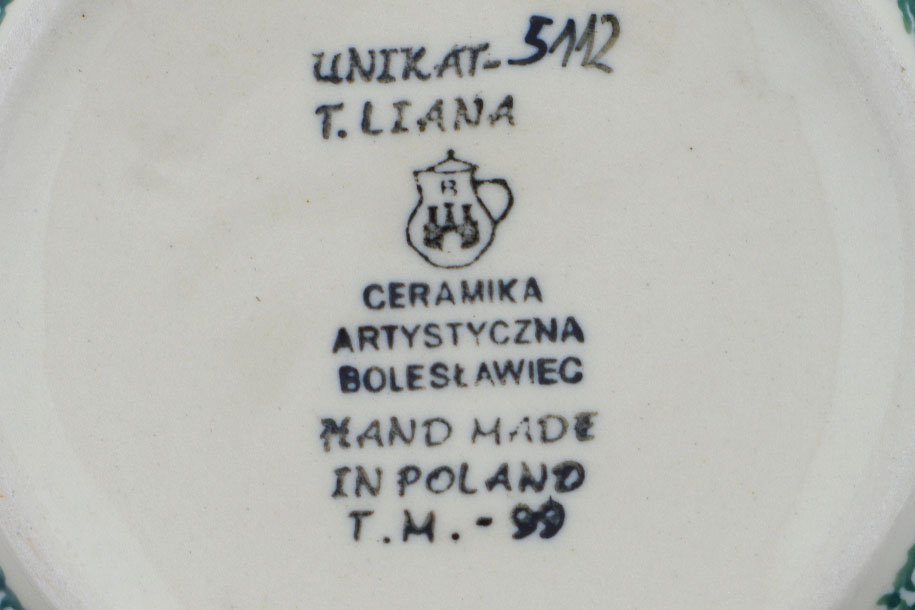 UNIKAT-5112
T. LIANA
B
CERAMIKA
ARTYSTYCZNA
BOLESŁAWIEC
HAND MADE
IN POLAND
T.M.-99